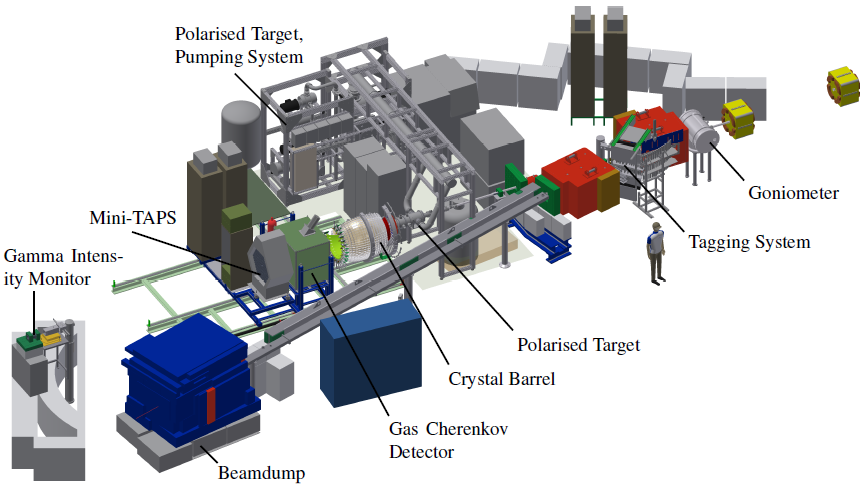 Polarised Target,
Pumping System
Mini-TAPS
Gamma Intens-
ity Monitor
Goniometer
Tagging System
Polarised Target
Crystal Barrel
Gas Cherenkov
Detector
Beamdump